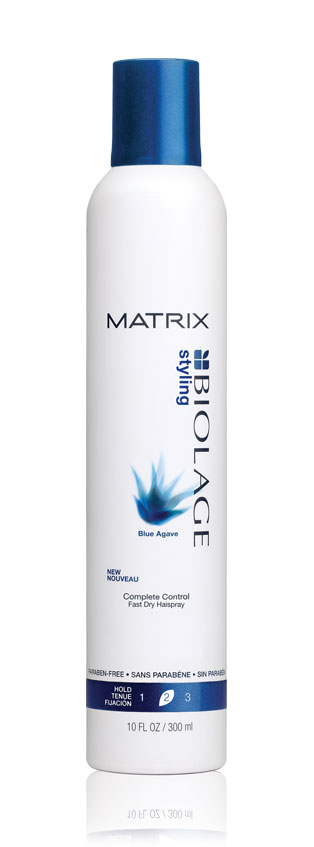 MATRIX
BIOLAGE
styling
Blue Agave
NEW
NOUVEAU
Complete Control
Fast Dry Haispray
PARABEN-FREE • SANS PARABÈNE • SIN PARABEN
HOLD
TENUE
FIJACIÓN
1 2 3
10 FL OZ / 300 ml